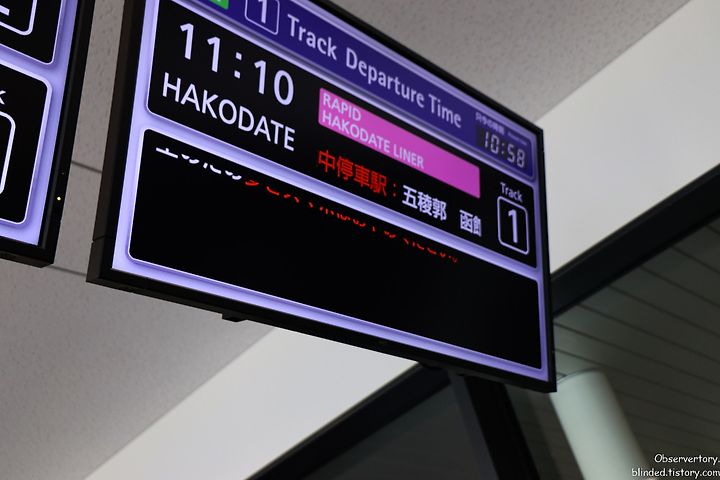 1 Track Departure Time
10:58
11:10
RAPID
HAKODATE LINER
HAKODATE
中停車駅：五稜郭 函館
Track
1
Observertory.
blinded.tistory.com